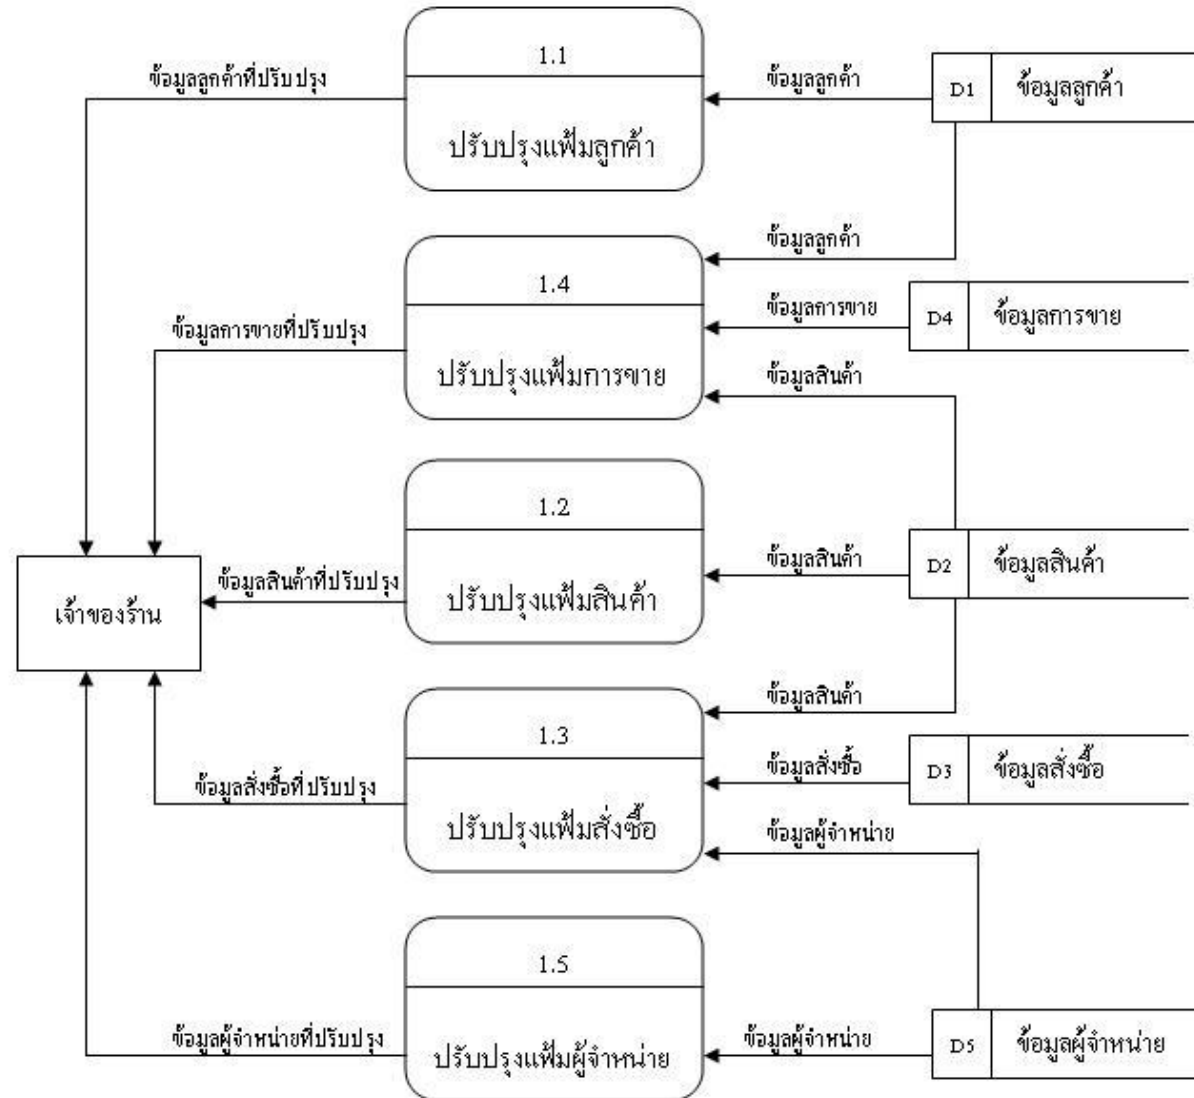 1.1
ข้อมูลลูกค้าที่ปรับปรุง
ข้อมูลลูกค้า
D1
ข้อมูลลูกค้า
ปรับปรุงแฟ้มลูกค้า
ข้อมูลลูกค้า
1.4
ข้อมูลการขายที่ปรับปรุง
ข้อมูลการขาย
D4
ข้อมูลการขาย
ปรับปรุงแฟ้มการขาย
ข้อมูลสินค้า
1.2
ข้อมูลสินค้าที่ปรับปรุง
ข้อมูลสินค้า
D2
ข้อมูลสินค้า
เจ้าของร้าน
ปรับปรุงแฟ้มสินค้า
ข้อมูลสินค้า
1.3
ข้อมูลสั่งซื้อที่ปรับปรุง
ข้อมูลสั่งซื้อ
D3
ข้อมูลสั่งซื้อ
ปรับปรุงแฟ้มสั่งซื้อ
ข้อมูลผู้จำหน่าย
1.5
ข้อมูลผู้จำหน่ายที่ปรับปรุง
ข้อมูลผู้จำหน่าย
D5
ข้อมูลผู้จำหน่าย
ปรับปรุงแฟ้มผู้จำหน่าย